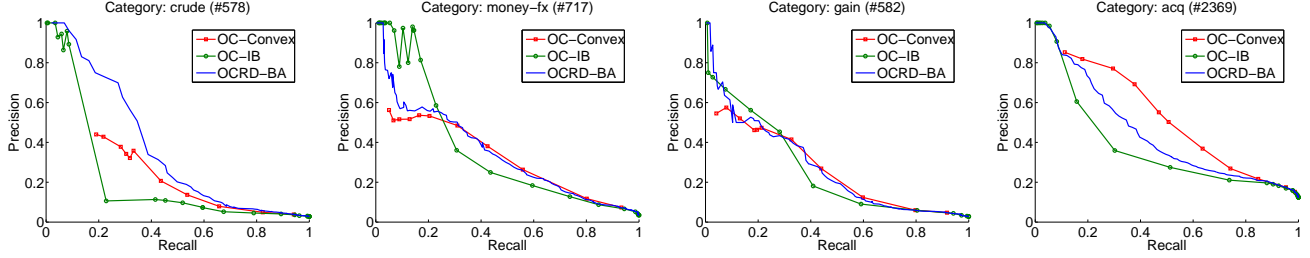 Category: crude (#578)
Precision
1
0.8
0.6
0.4
0.2
0
0 0.2 0.4 0.6 0.8 1
Recall
OC−Convex
OC−IB
OCRD−BA
Category: money−fx (#717)
Precision
1
0.8
0.6
0.4
0.2
0
0 0.2 0.4 0.6 0.8 1
Recall
OC−Convex
OC−IB
OCRD−BA
Category: gain (#582)
Precision
1
0.8
0.6
0.4
0.2
0
0 0.2 0.4 0.6 0.8 1
Recall
OC−Convex
OC−IB
OCRD−BA
Category: acq (#2369)
Precision
1
0.8
0.6
0.4
0.2
0
0 0.2 0.4 0.6 0.8 1
Recall
OC−Convex
OC−IB
OCRD−BA